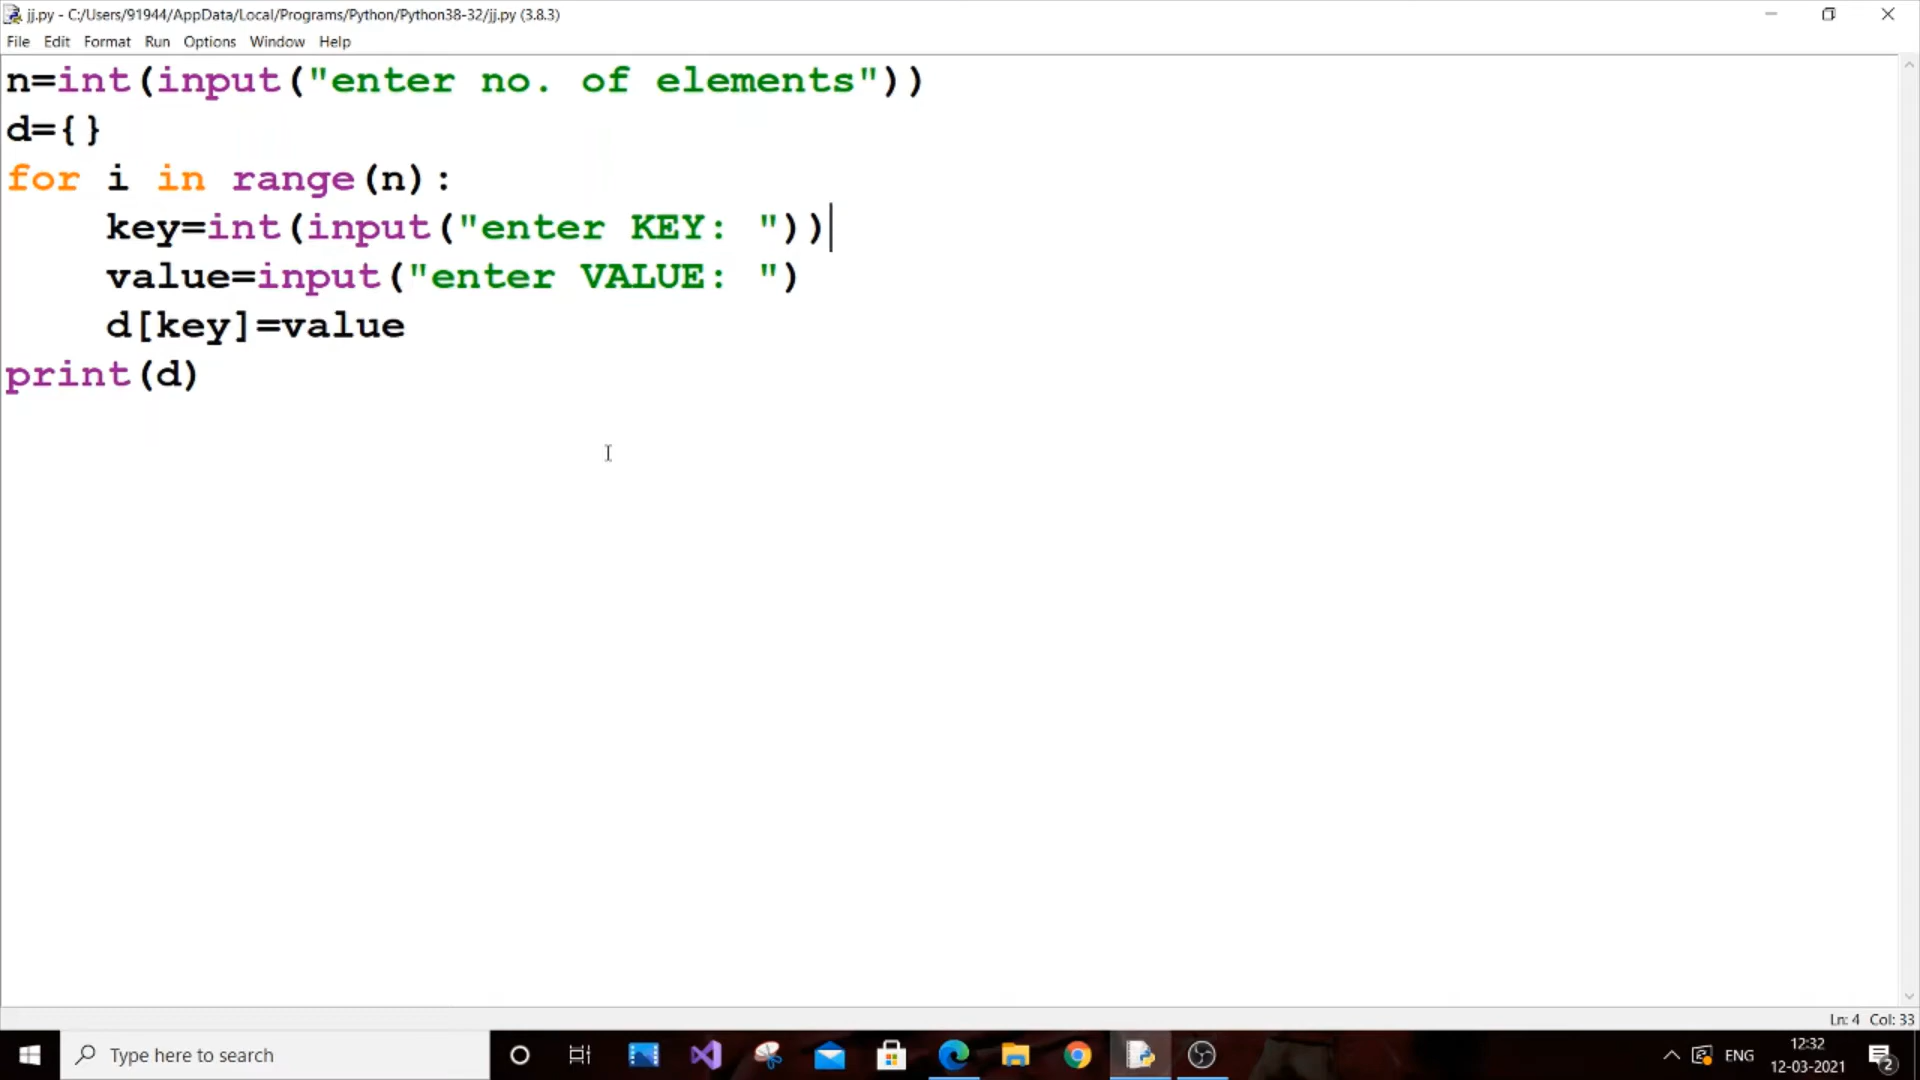 jj.py - C:/Users/91944/AppData/Local/Programs/Python/Python38-32/jj.py (3.8.3)
File Edit Format Run Options Window Help
n=int(input("enter no. of elements"))
d={}
for i in range(n):
    key=int(input("enter KEY: "))
    value=input("enter VALUE: ")
    d[key]=value
print(d)
Ln: 4 Col: 33
Type here to search
ENG
12:32
12-03-2021
2